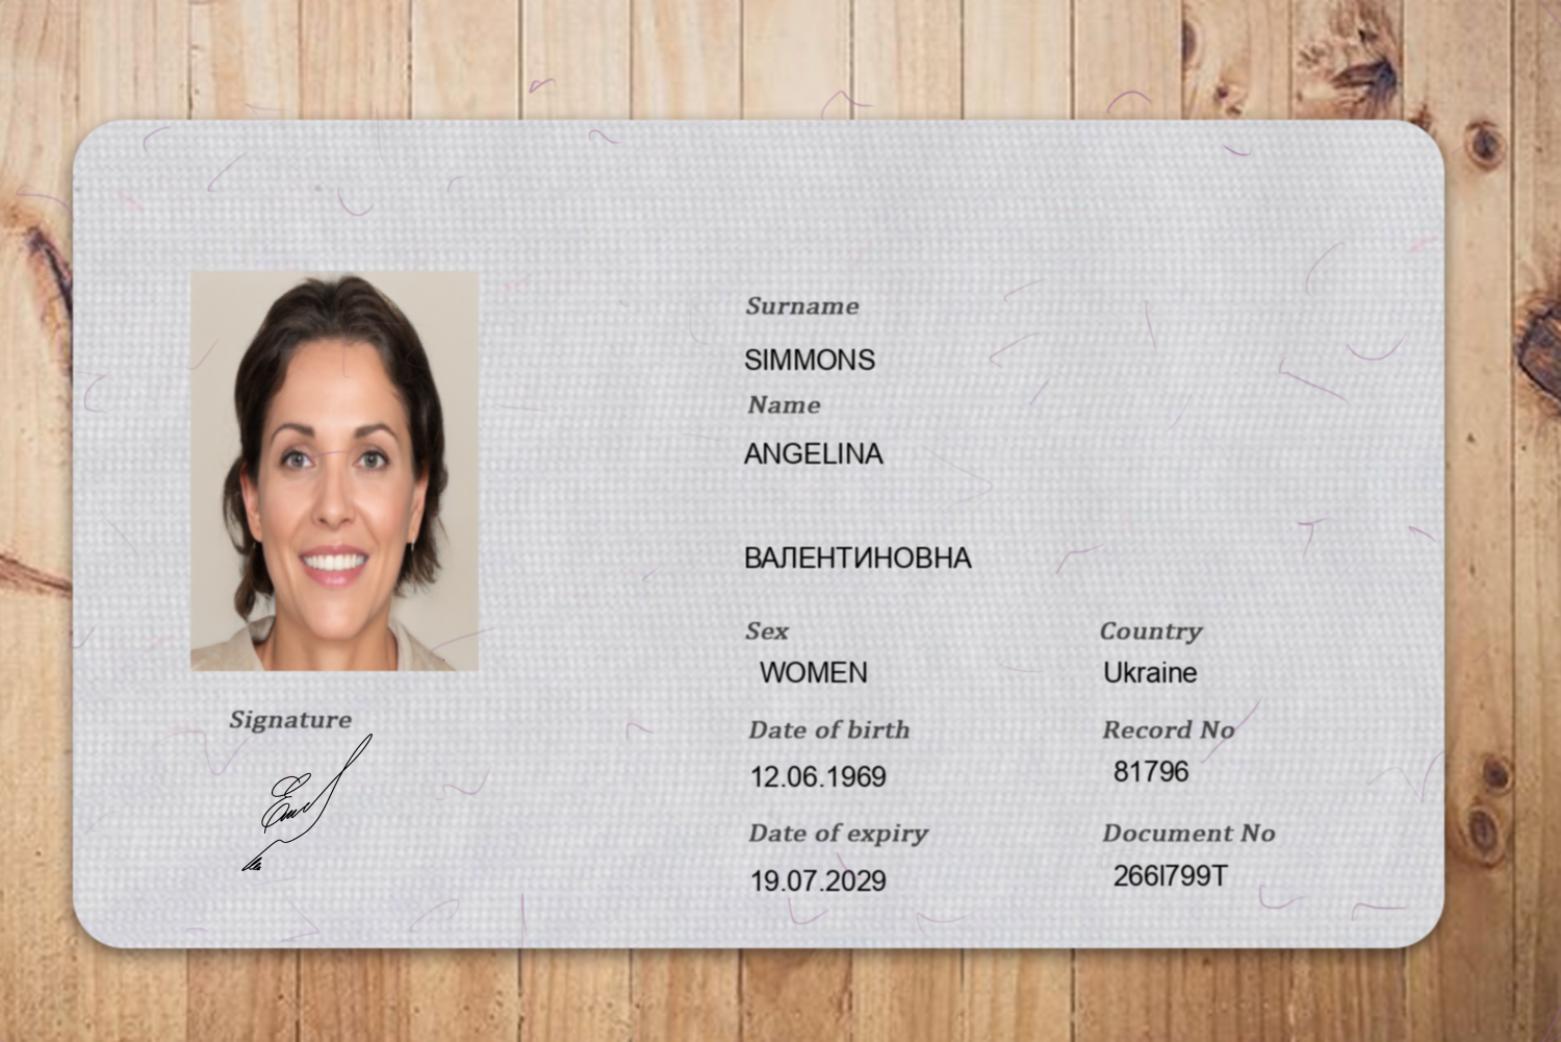 Surname
SIMMONS
Name
ANGELINA
ВАЛЕНТИНОВНА
Sex
Country
WOMEN
Ukraine
Date of birth
Record No
12.06.1969
81796
Date of expiry
Document No
19.07.2029
266I799T
Signature